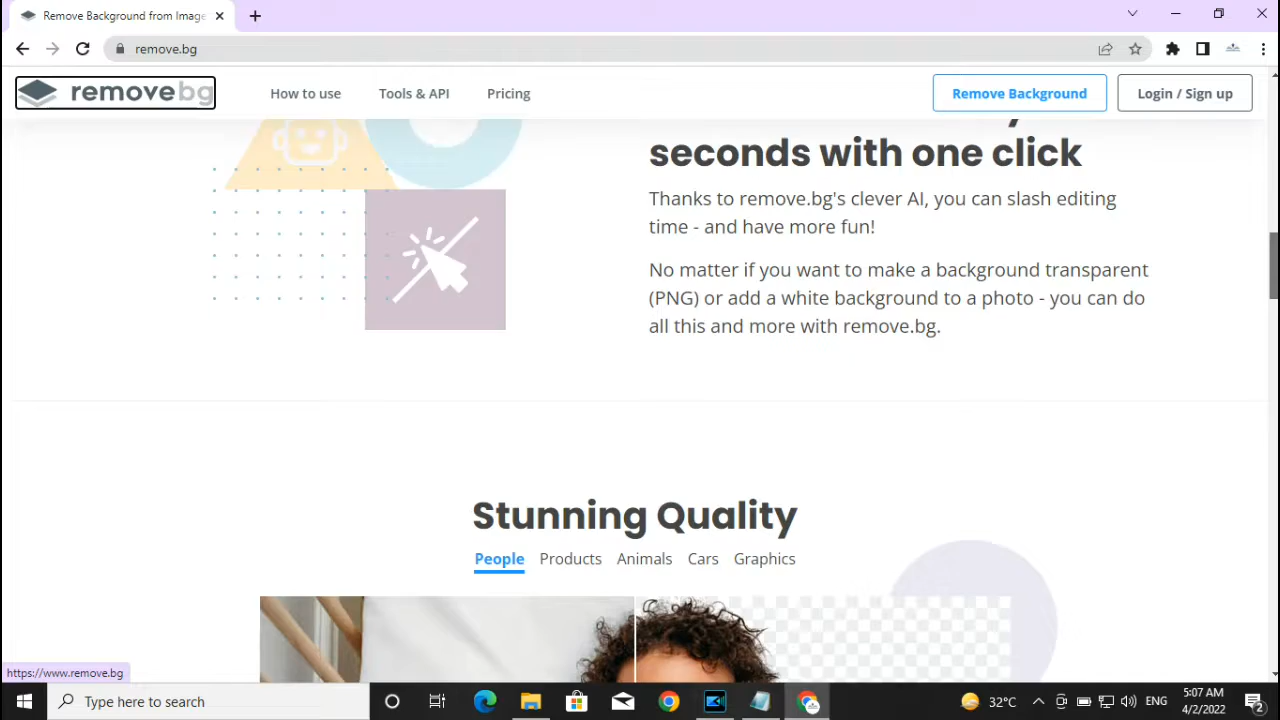 Remove Background from Image
remove.bg
removebg
How to use
Tools & API
Pricing
Remove Background
Login / Sign up
seconds with one click
Thanks to remove.bg's clever AI, you can slash editing
time - and have more fun!
No matter if you want to make a background transparent
(PNG) or add a white background to a photo - you can do
all this and more with remove.bg.
Stunning Quality
People
Products
Animals
Cars
Graphics
https://www.remove.bg
Type here to search
32°C
ENG
5:07 AM
4/2/2022
2